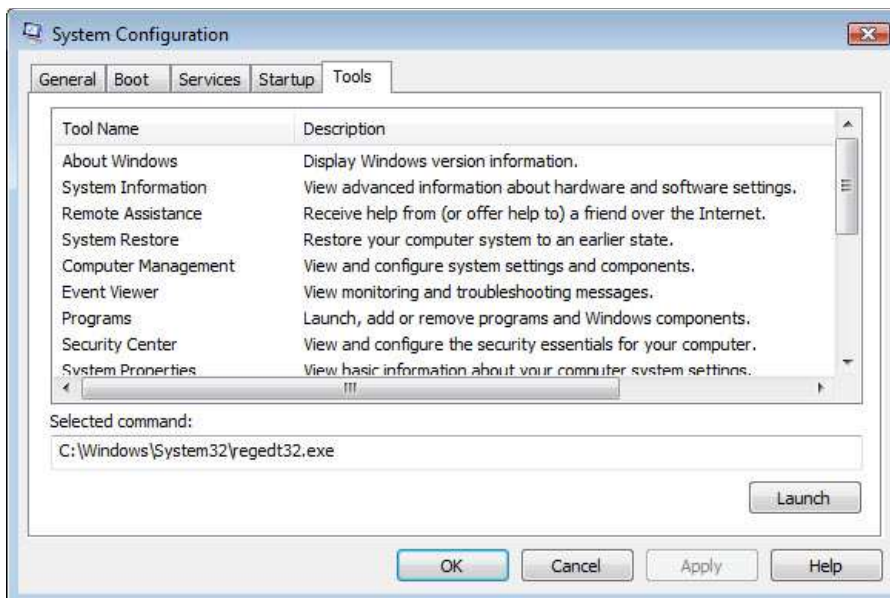 System Configuration
General Boot Services Startup Tools
Tool Name Description
About Windows Display Windows version information.
System Information View advanced information about hardware and software settings.
Remote Assistance Receive help from (or offer help to) a friend over the Internet.
System Restore Restore your computer system to an earlier state.
Computer Management View and configure system settings and components.
Event Viewer View monitoring and troubleshooting messages.
Programs Launch, add or remove programs and Windows components.
Security Center View and configure the security essentials for your computer.
System Properties View basic information about your computer system settings.
Selected command:
C:\Windows\System32\regedt32.exe
Launch
OK Cancel Apply Help